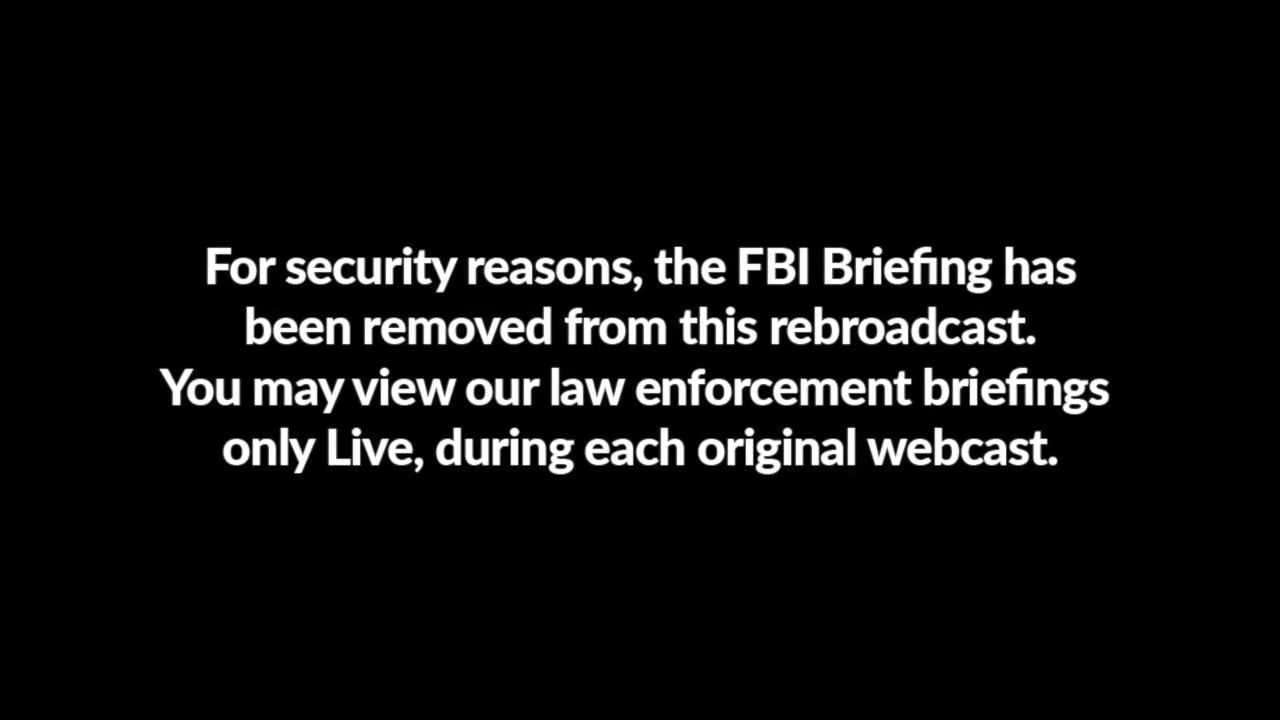 For security reasons, the FBI Briefing has
been removed from this rebroadcast.
You may view our law enforcement briefings
only Live, during each original webcast.